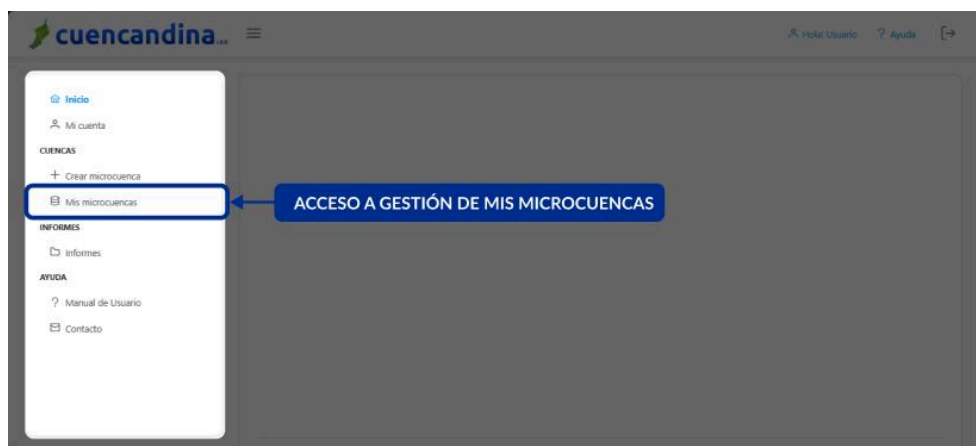 cuencandina
Hola! Usuario
? Ayuda
Inicio
Mi cuenta
CUENCAS
+ Crear microcuenca
Mis microcuencas
ACCESO A GESTIÓN DE MIS MICROCUENCAS
INFORMES
Informes
AYUDA
? Manual de Usuario
Contacto